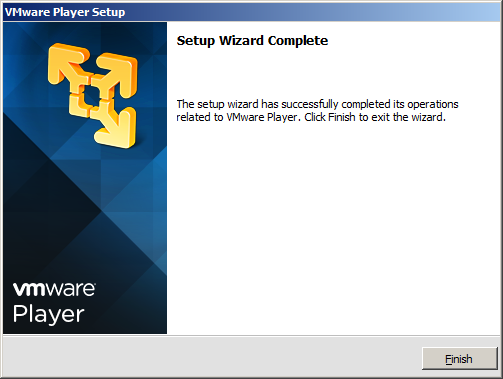 VMware Player Setup
Setup Wizard Complete
The setup wizard has successfully completed its operations
related to VMware Player. Click Finish to exit the wizard.
vmware
Player
Finish